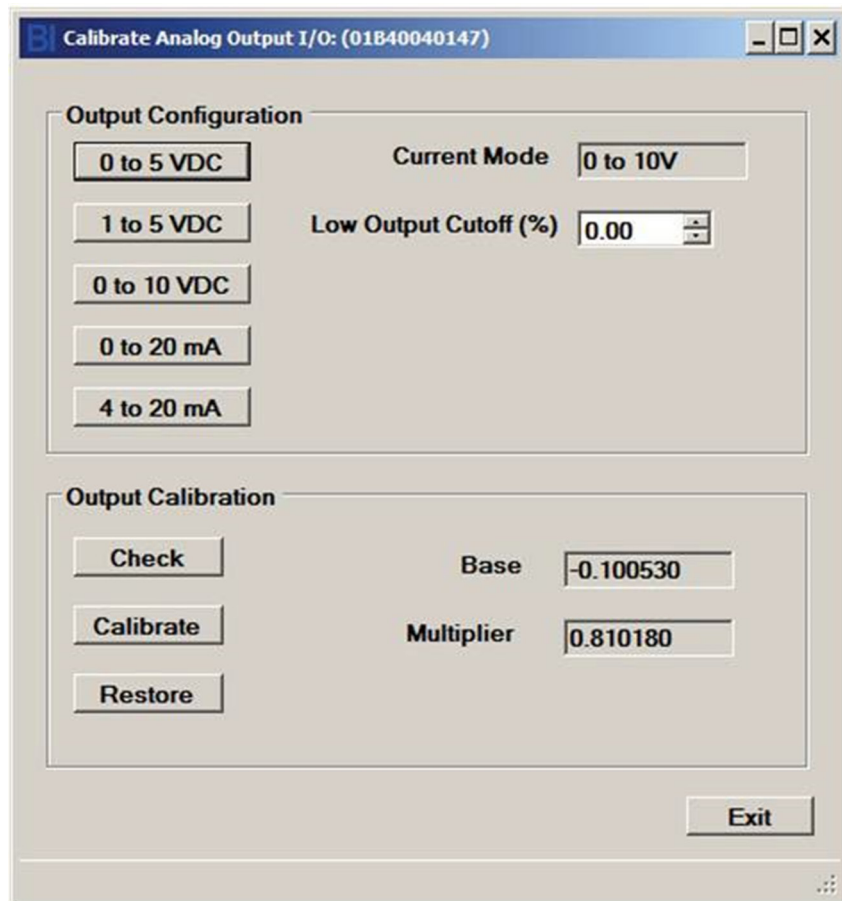 BI Calibrate Analog Output I/O: (01B40040147)
Output Configuration
0 to 5 VDC
Current Mode 0 to 10V
1 to 5 VDC
Low Output Cutoff (%) 0.00
0 to 10 VDC
0 to 20 mA
4 to 20 mA
Output Calibration
Check
Base -0.100530
Calibrate
Multiplier 0.810180
Restore
Exit